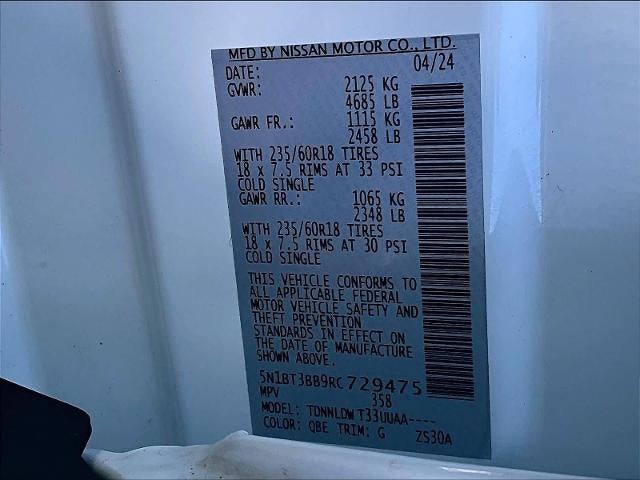 MFD BY NISSAN MOTOR CO., LTD.
DATE: 04/24
GVWR: 2125 KG
4685 LB
GAWR FR.: 1115 KG
2458 LB
WITH 235/60R18 TIRES
18 x 7.5 RIMS AT 33 PSI
COLD SINGLE
GAWR RR.: 1065 KG
2348 LB
WITH 235/60R18 TIRES
18 x 7.5 RIMS AT 30 PSI
COLD SINGLE
THIS VEHICLE CONFORMS TO
ALL APPLICABLE FEDERAL
MOTOR VEHICLE SAFETY AND
THEFT PREVENTION
STANDARDS IN EFFECT ON
THE DATE OF MANUFACTURE
SHOWN ABOVE.
5N1BT3BB9RC729475
MPV 358
MODEL: TDNNLDWT33UUAA----
COLOR: QBE TRIM: G ZS30A